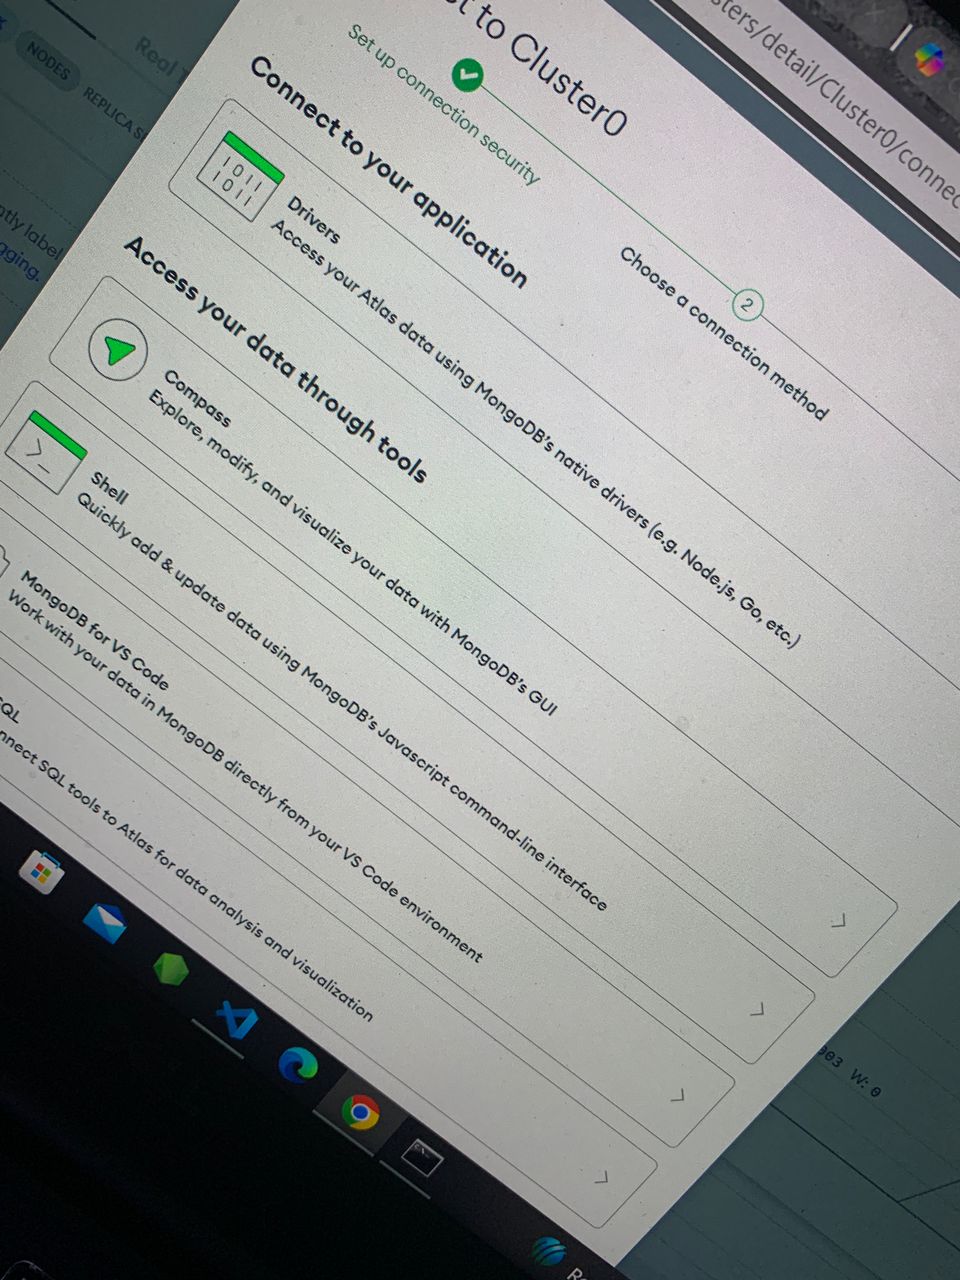 sters/detail/Cluster0/connec
to Cluster0
Set up connection security
2
Choose a connection method
Connect to your application
1011
1011
Drivers
Access your Atlas data using MongoDB's native drivers (e.g. Node.js, Go, etc.)
Access your data through tools
Compass
Explore, modify, and visualize your data with MongoDB's GUI
>_
Shell
Quickly add & update data using MongoDB's Javascript command-line interface
MongoDB for VS Code
Work with your data in MongoDB directly from your VS Code environment
SQL
nnect SQL tools to Atlas for data analysis and visualization
NODES
REPLICA S
Real
ntly label
gging.
W: 0